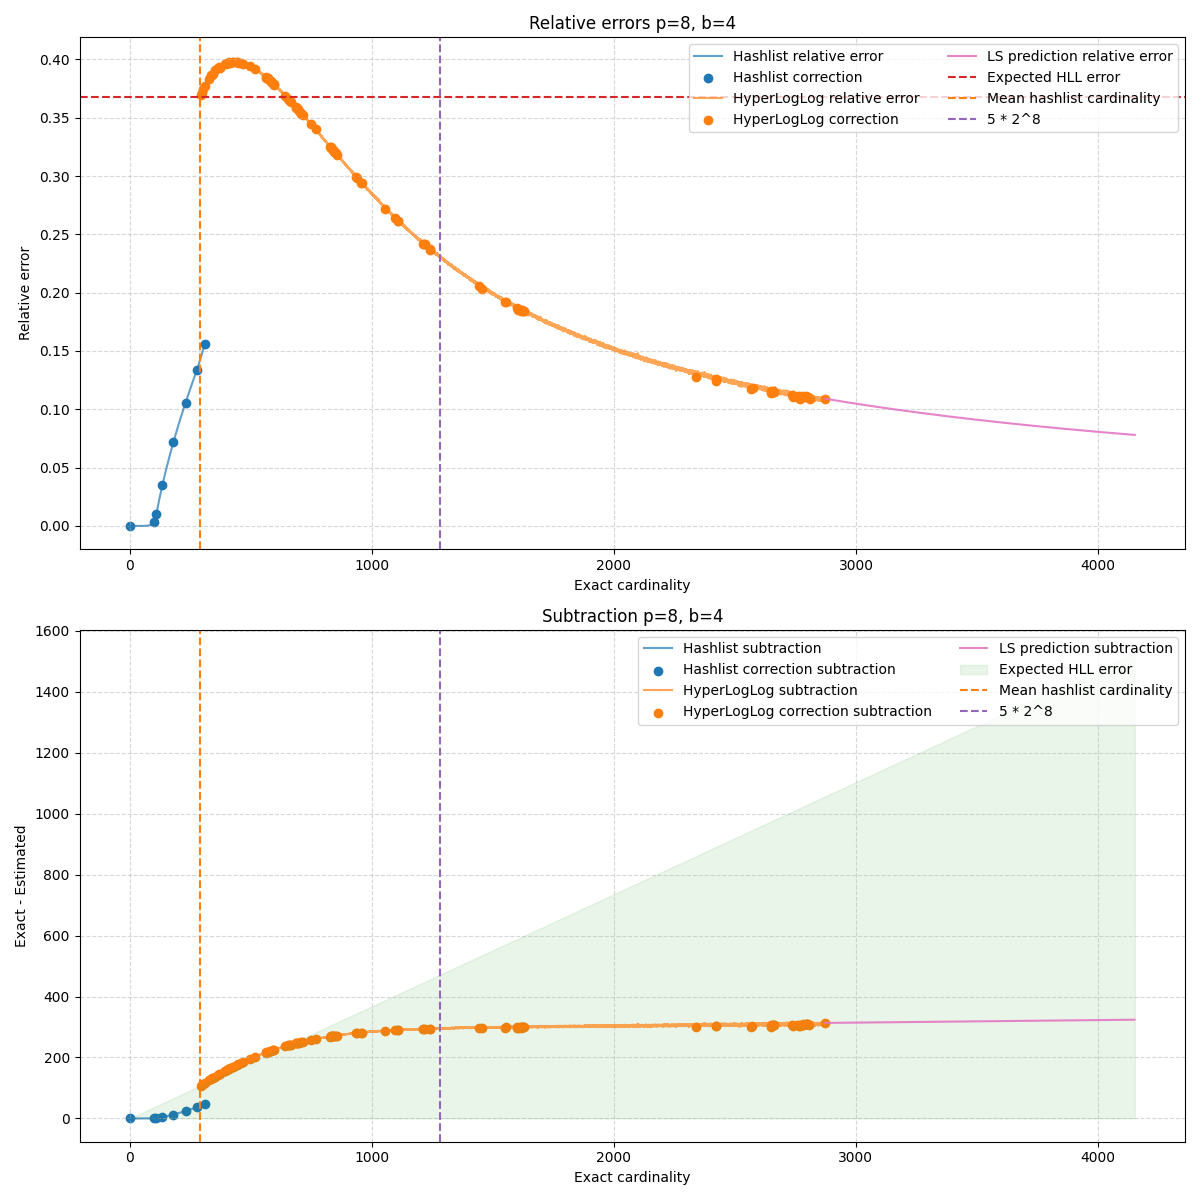 Relative errors p=8, b=4
Hashlist relative error
Hashlist correction
HyperLogLog relative error
HyperLogLog correction
LS prediction relative error
Expected HLL error
Mean hashlist cardinality
5 * 2^8
Relative error
0.40
0.35
0.30
0.25
0.20
0.15
0.10
0.05
0.00
0 1000 2000 3000 4000
Exact cardinality
Subtraction p=8, b=4
Hashlist subtraction
Hashlist correction subtraction
HyperLogLog subtraction
HyperLogLog correction subtraction
LS prediction subtraction
Expected HLL error
Mean hashlist cardinality
5 * 2^8
Exact - Estimated
1600
1400
1200
1000
800
600
400
200
0
0 1000 2000 3000 4000
Exact cardinality